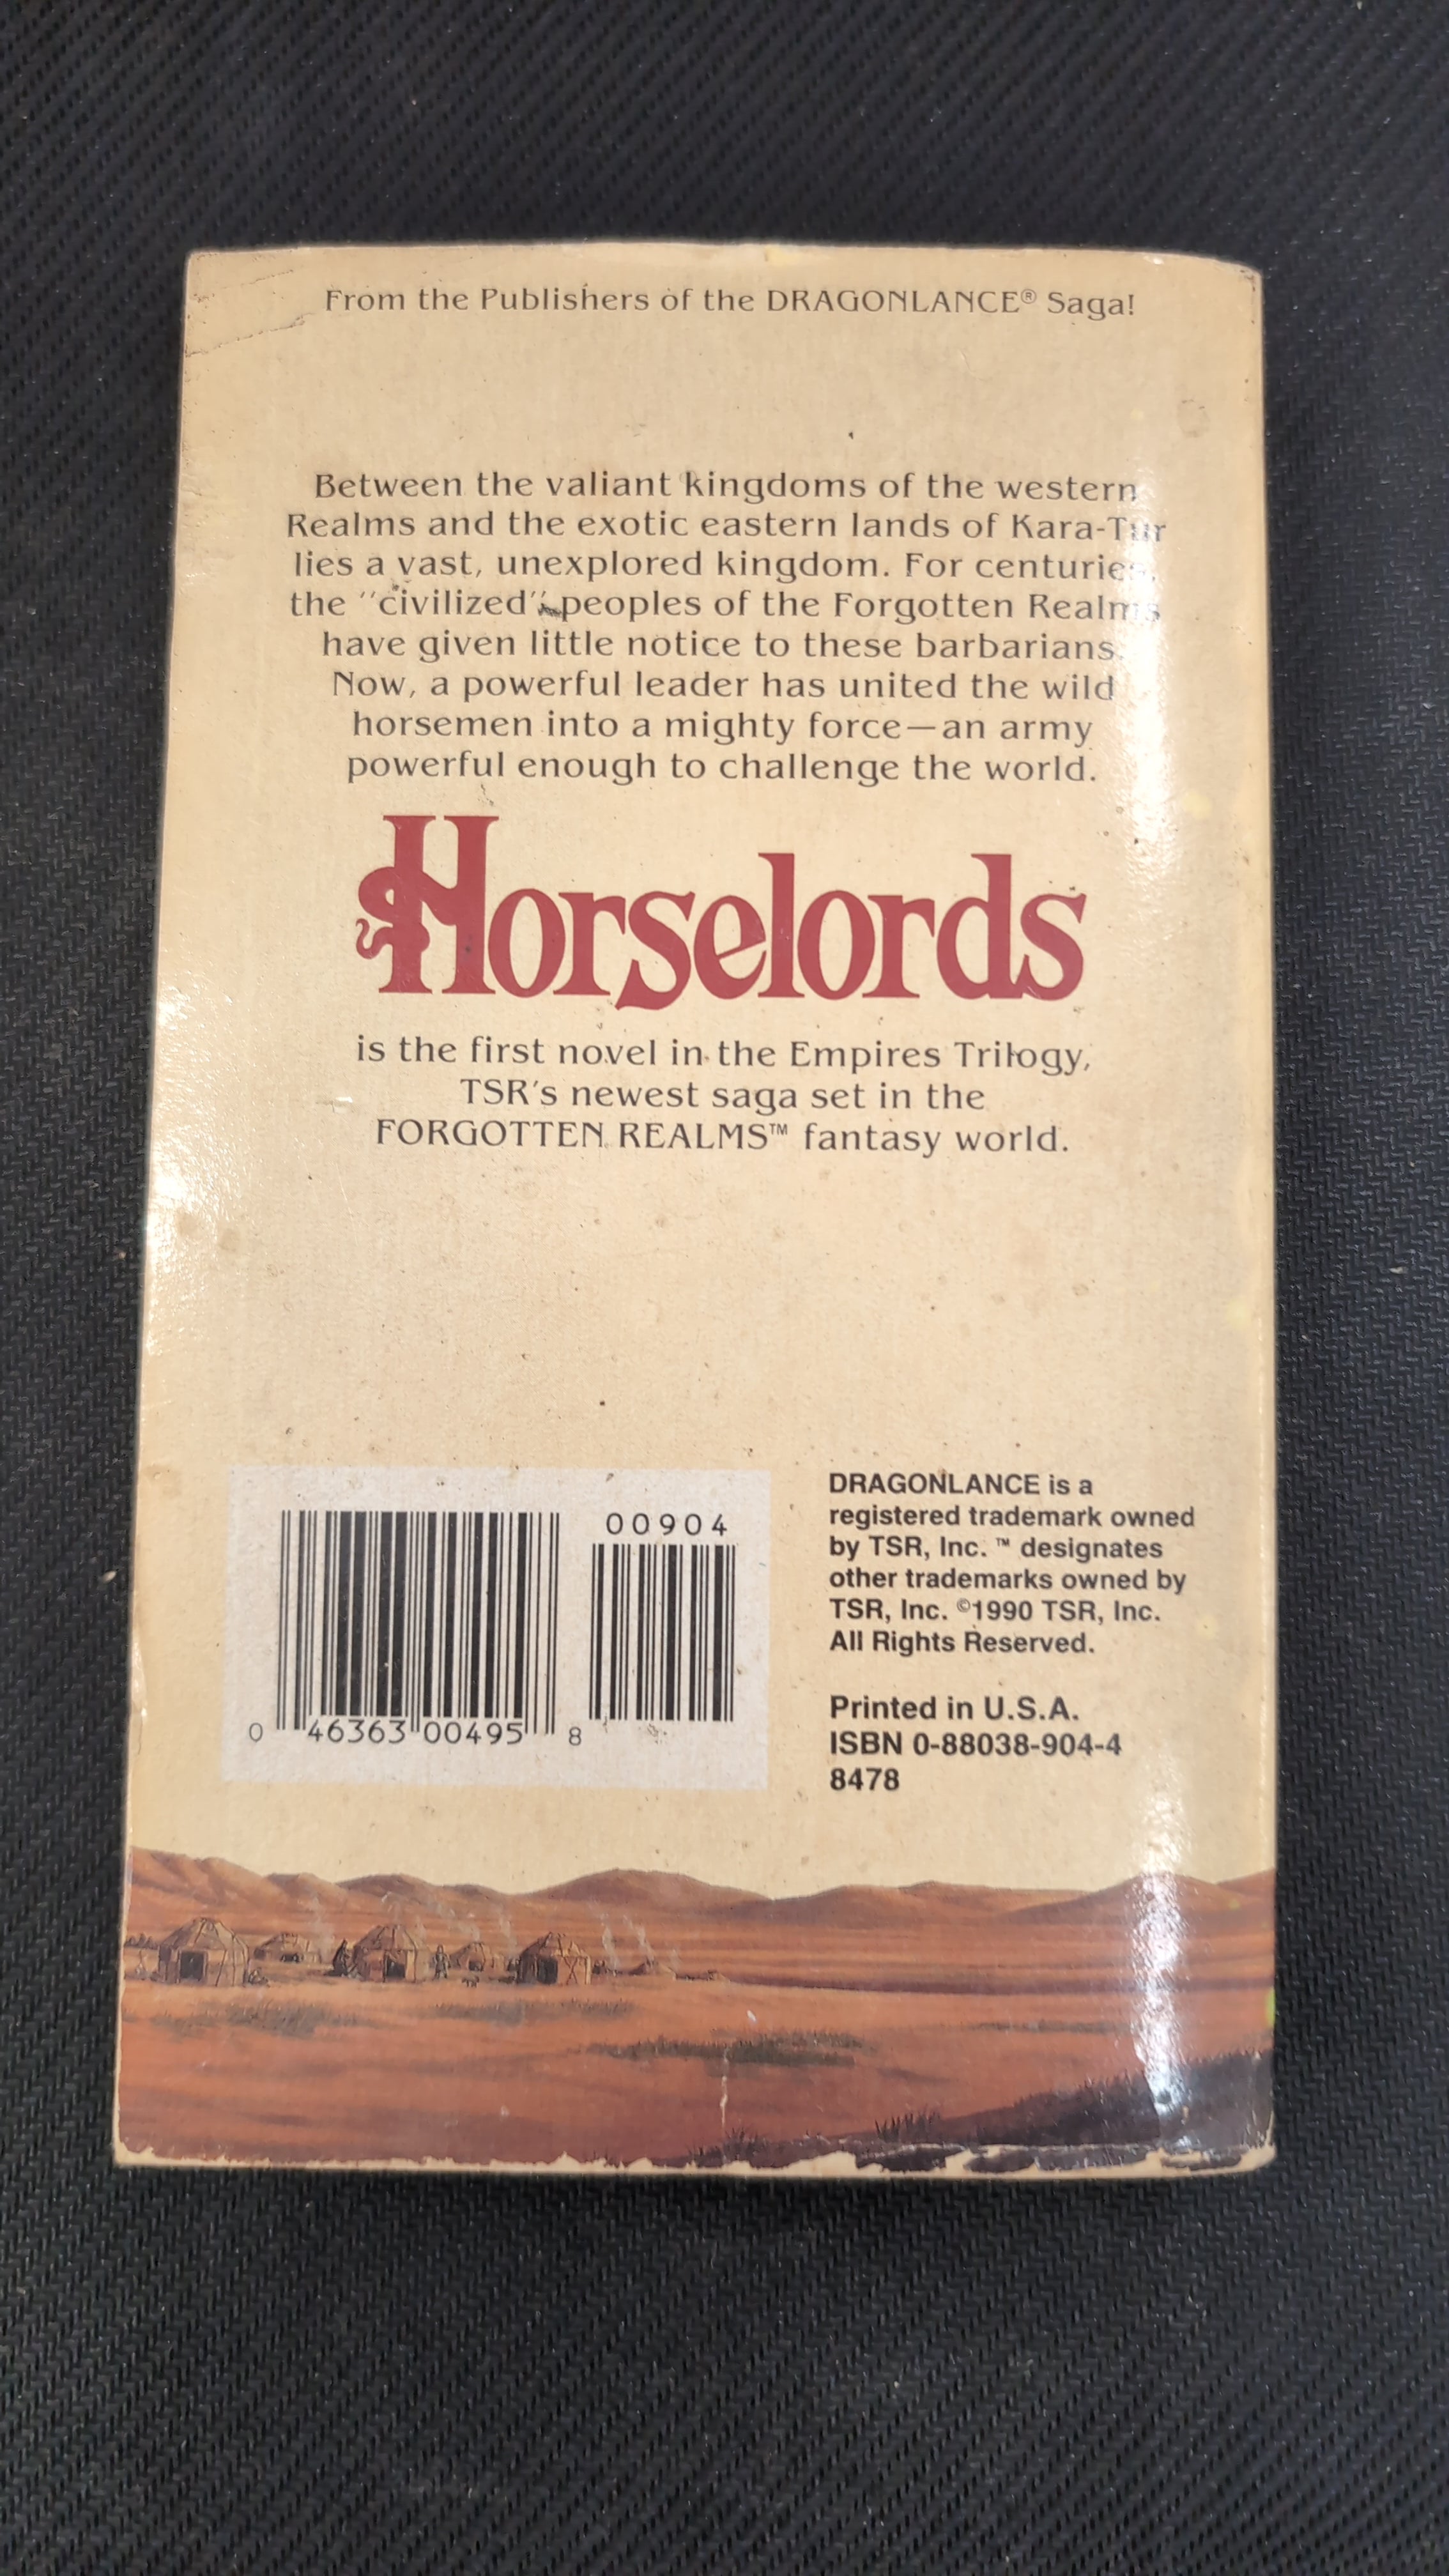 From the Publishers of the DRAGONLANCE® Saga!
Between the valiant kingdoms of the western
Realms and the exotic eastern lands of Kara-Tur
lies a vast, unexplored kingdom. For centuries,
the "civilized" peoples of the Forgotten Realms
have given little notice to these barbarians.
Now, a powerful leader has united the wild
horsemen into a mighty force—an army
powerful enough to challenge the world.
Horselords
is the first novel in the Empires Trilogy,
TSR's newest saga set in the
FORGOTTEN REALMS™ fantasy world.
00904
0 46363 00495 8
DRAGONLANCE is a
registered trademark owned
by TSR, Inc. ™ designates
other trademarks owned by
TSR, Inc. ©1990 TSR, Inc.
All Rights Reserved.
Printed in U.S.A.
ISBN 0-88038-904-4
8478